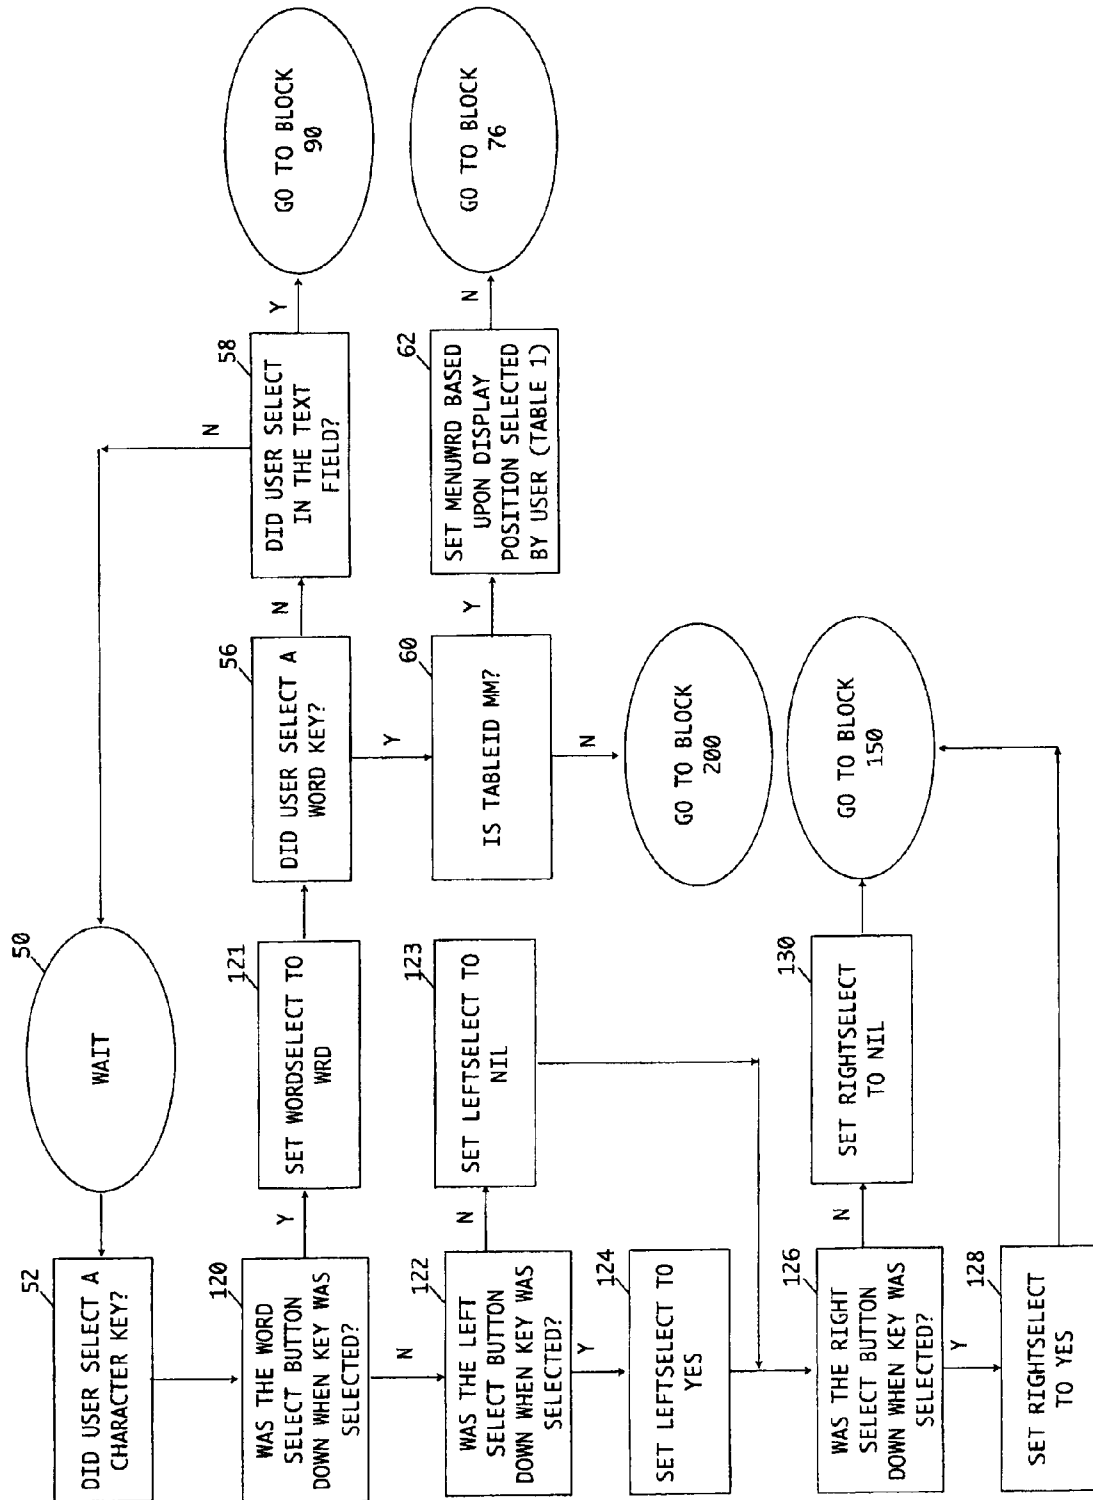 50
WAIT
52
DID USER SELECT A
CHARACTER KEY?
120
WAS THE WORD
SELECT BUTTON
DOWN WHEN KEY WAS
SELECTED?
Y
121
SET WORDSELECT TO
WRD
56
DID USER SELECT A
WORD KEY?
N
58
DID USER SELECT
IN THE TEXT
FIELD?
N
Y
GO TO BLOCK
90
N
122
WAS THE LEFT
SELECT BUTTON
DOWN WHEN KEY WAS
SELECTED?
N
123
SET LEFTSELECT TO
NIL
Y
60
IS TABLEID MM?
Y
62
SET MENUWRD BASED
UPON DISPLAY
POSITION SELECTED
BY USER (TABLE 1)
N
GO TO BLOCK
76
Y
124
SET LEFTSELECT TO
YES
N
GO TO BLOCK
200
126
WAS THE RIGHT
SELECT BUTTON
DOWN WHEN KEY WAS
SELECTED?
N
130
SET RIGHTSELECT
TO NIL
GO TO BLOCK
150
Y
128
SET RIGHTSELECT
TO YES